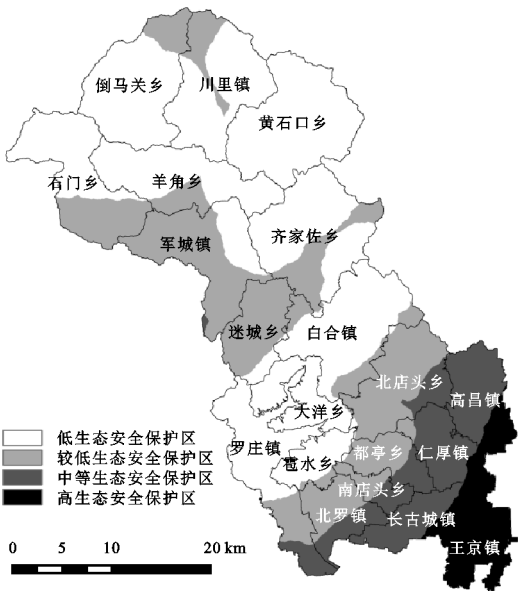 倒马关乡
川里镇
黄石口乡
石门乡
羊角乡
军城镇
齐家佐乡
迷城乡
白合镇
北店头乡
高昌镇
大洋乡
罗庄镇
雹水乡
都亭乡
仁厚镇
南店头乡
北罗镇
长古城镇
王京镇
低生态安全保护区
较低生态安全保护区
中等生态安全保护区
高生态安全保护区
0 5 10 20 km